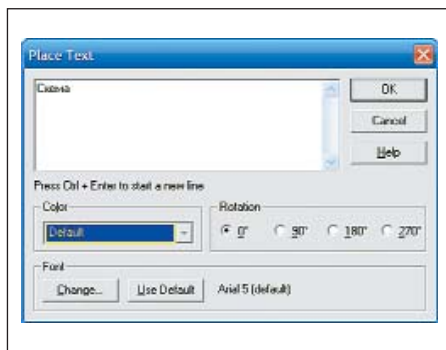 Place Text
Схема
OK
Cancel
Help
Press Ctrl + Enter to start a new line
Color
Rotation
Default
0°
90°
180°
270°
Font
Change...
Use Default
Arial 5 (default)